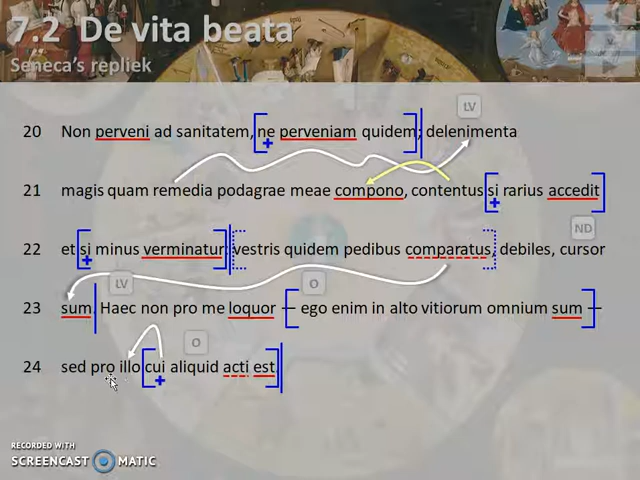 7.2 De vita beata
Seneca's repliek
LV
20 Non perveni ad sanitatem, ne perveniam quidem; delenimenta
21 magis quam remedia podagrae meae compono, contentus si rarius accedit
ND
22 et si minus verminatur; vestris quidem pedibus comparatus, debiles, cursor
LV O
23 sum. Haec non pro me loquor – ego enim in alto vitiorum omnium sum –
O
24 sed pro illo cui aliquid acti est.
RECORDED WITH
SCREENCAST MATIC